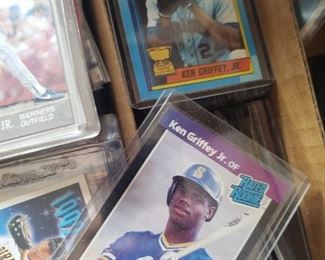 JR.
MARINERS
OUTFIELD
KEN GRIFFEY, JR.
Ken Griffey Jr. OF
RATED
ROOKIE
S